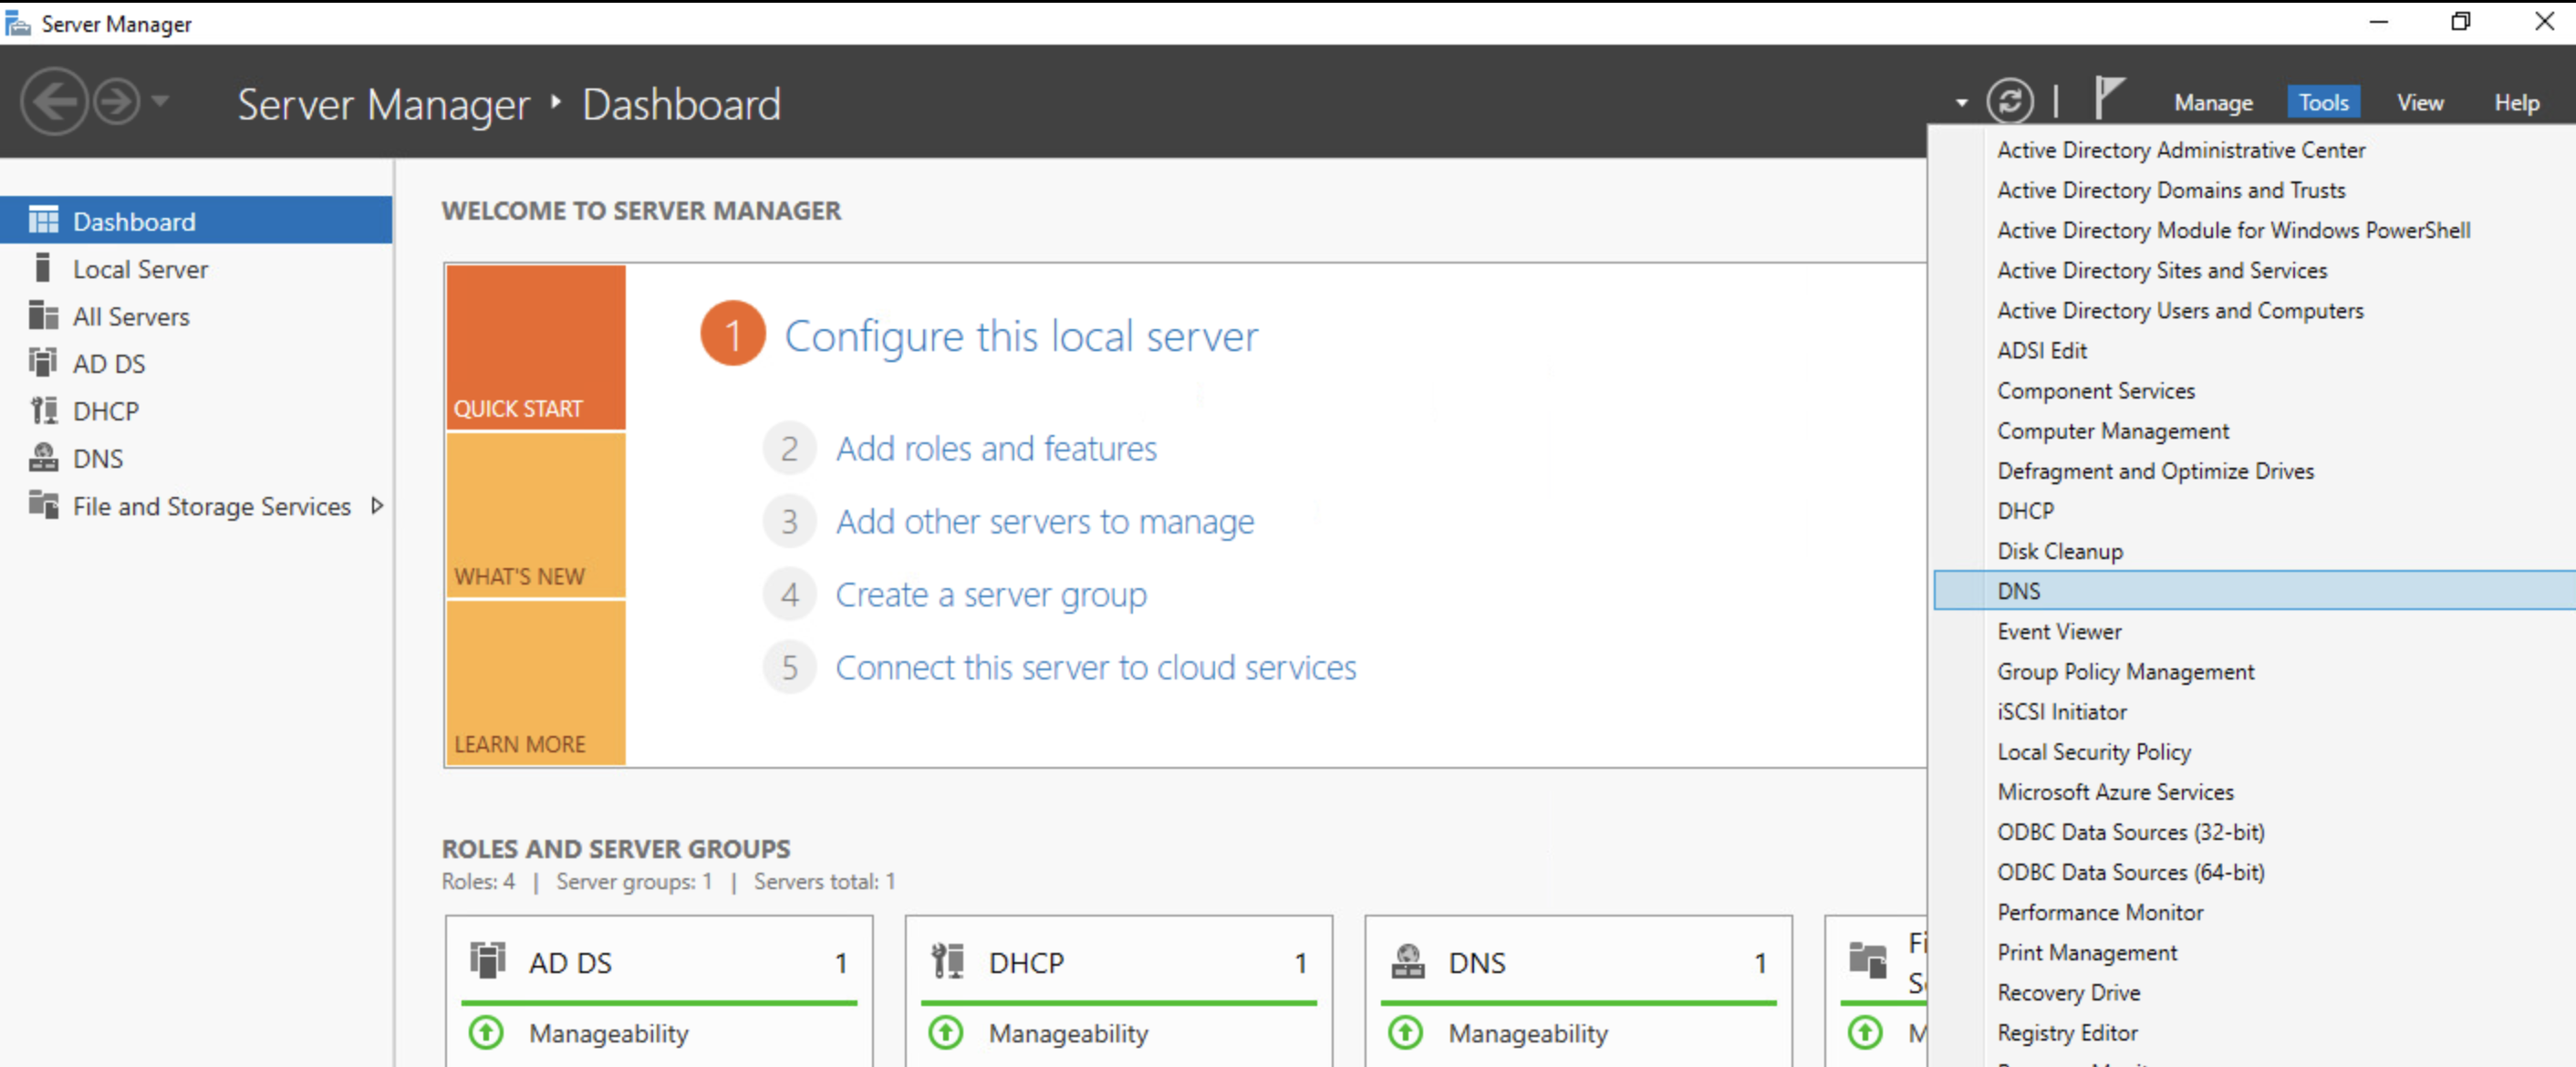 Server Manager
Server Manager ‣ Dashboard
Manage Tools View Help
Dashboard
Local Server
All Servers
AD DS
DHCP
DNS
File and Storage Services
WELCOME TO SERVER MANAGER
QUICK START
WHAT'S NEW
LEARN MORE
1 Configure this local server
2 Add roles and features
3 Add other servers to manage
4 Create a server group
5 Connect this server to cloud services
ROLES AND SERVER GROUPS
Roles: 4 | Server groups: 1 | Servers total: 1
AD DS 1
Manageability
DHCP 1
Manageability
DNS 1
Manageability
Active Directory Administrative Center
Active Directory Domains and Trusts
Active Directory Module for Windows PowerShell
Active Directory Sites and Services
Active Directory Users and Computers
ADSI Edit
Component Services
Computer Management
Defragment and Optimize Drives
DHCP
Disk Cleanup
DNS
Event Viewer
Group Policy Management
iSCSI Initiator
Local Security Policy
Microsoft Azure Services
ODBC Data Sources (32-bit)
ODBC Data Sources (64-bit)
Performance Monitor
Print Management
Recovery Drive
Registry Editor